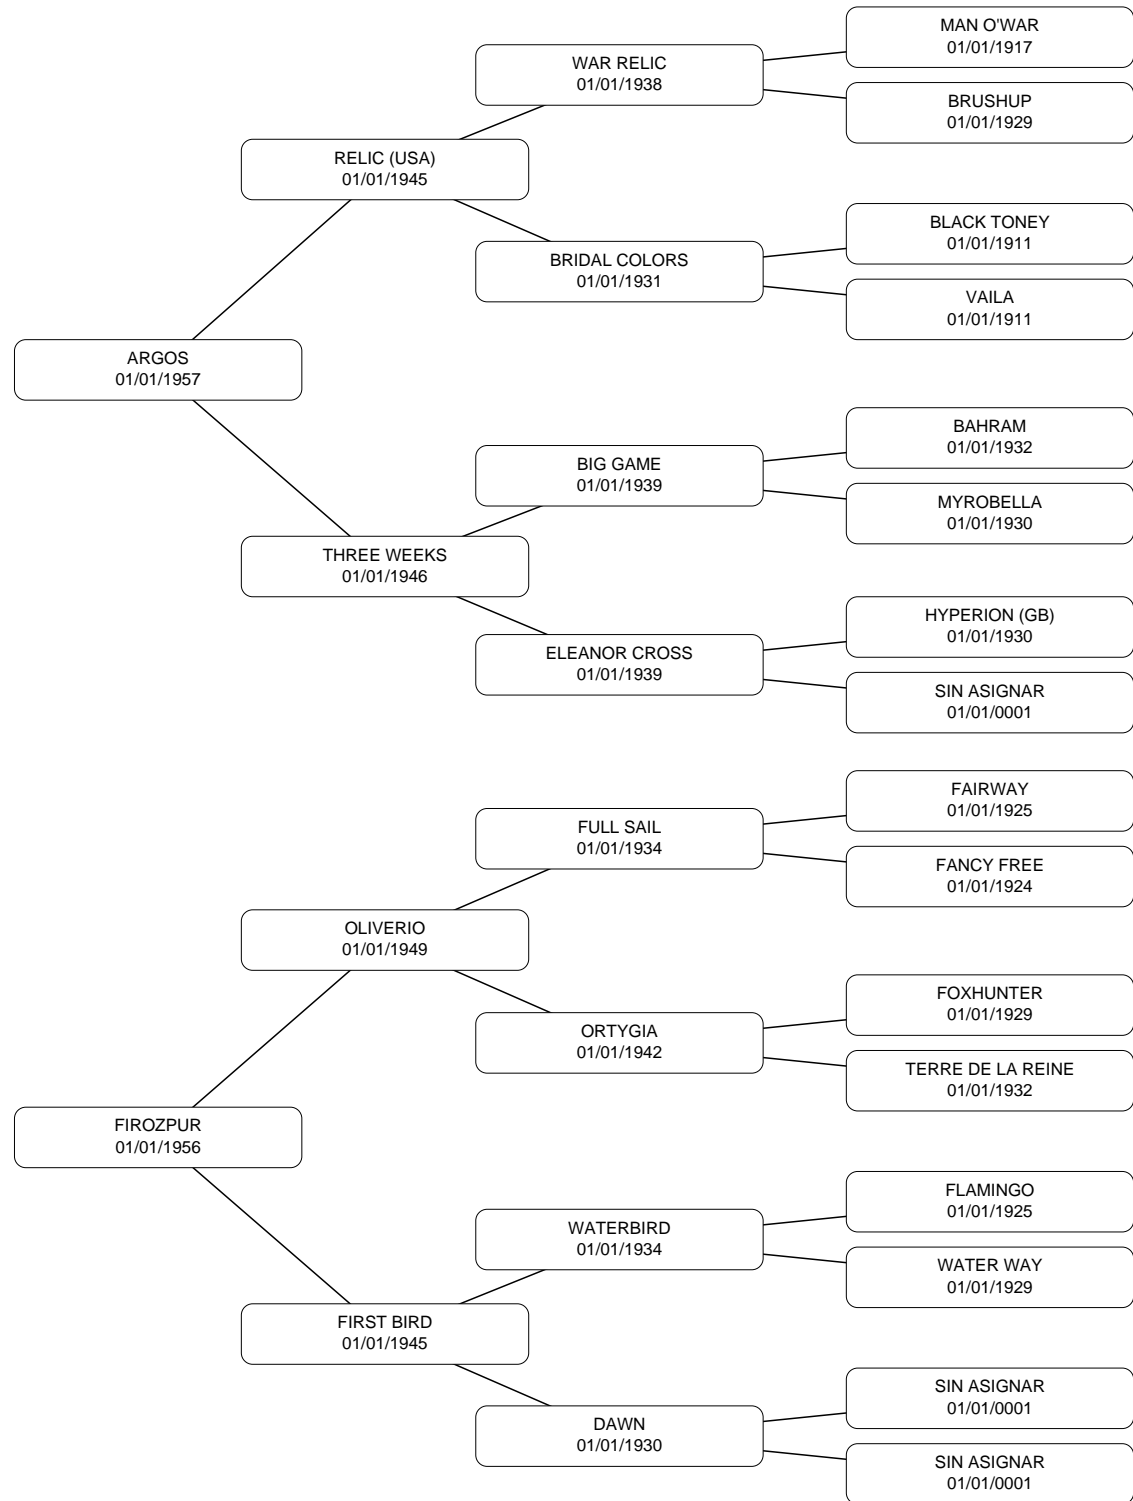 MAN O'WAR
01/01/1917
WAR RELIC
01/01/1938
BRUSHUP
01/01/1929
RELIC (USA)
01/01/1945
BLACK TONEY
01/01/1911
BRIDAL COLORS
01/01/1931
VAILA
01/01/1911
ARGOS
01/01/1957
BAHRAM
01/01/1932
BIG GAME
01/01/1939
MYROBELLA
01/01/1930
THREE WEEKS
01/01/1946
HYPERION (GB)
01/01/1930
ELEANOR CROSS
01/01/1939
SIN ASIGNAR
01/01/0001
FAIRWAY
01/01/1925
FULL SAIL
01/01/1934
FANCY FREE
01/01/1924
OLIVERIO
01/01/1949
FOXHUNTER
01/01/1929
ORTYGIA
01/01/1942
TERRE DE LA REINE
01/01/1932
FIROZPUR
01/01/1956
FLAMINGO
01/01/1925
WATERBIRD
01/01/1934
WATER WAY
01/01/1929
FIRST BIRD
01/01/1945
SIN ASIGNAR
01/01/0001
DAWN
01/01/1930
SIN ASIGNAR
01/01/0001